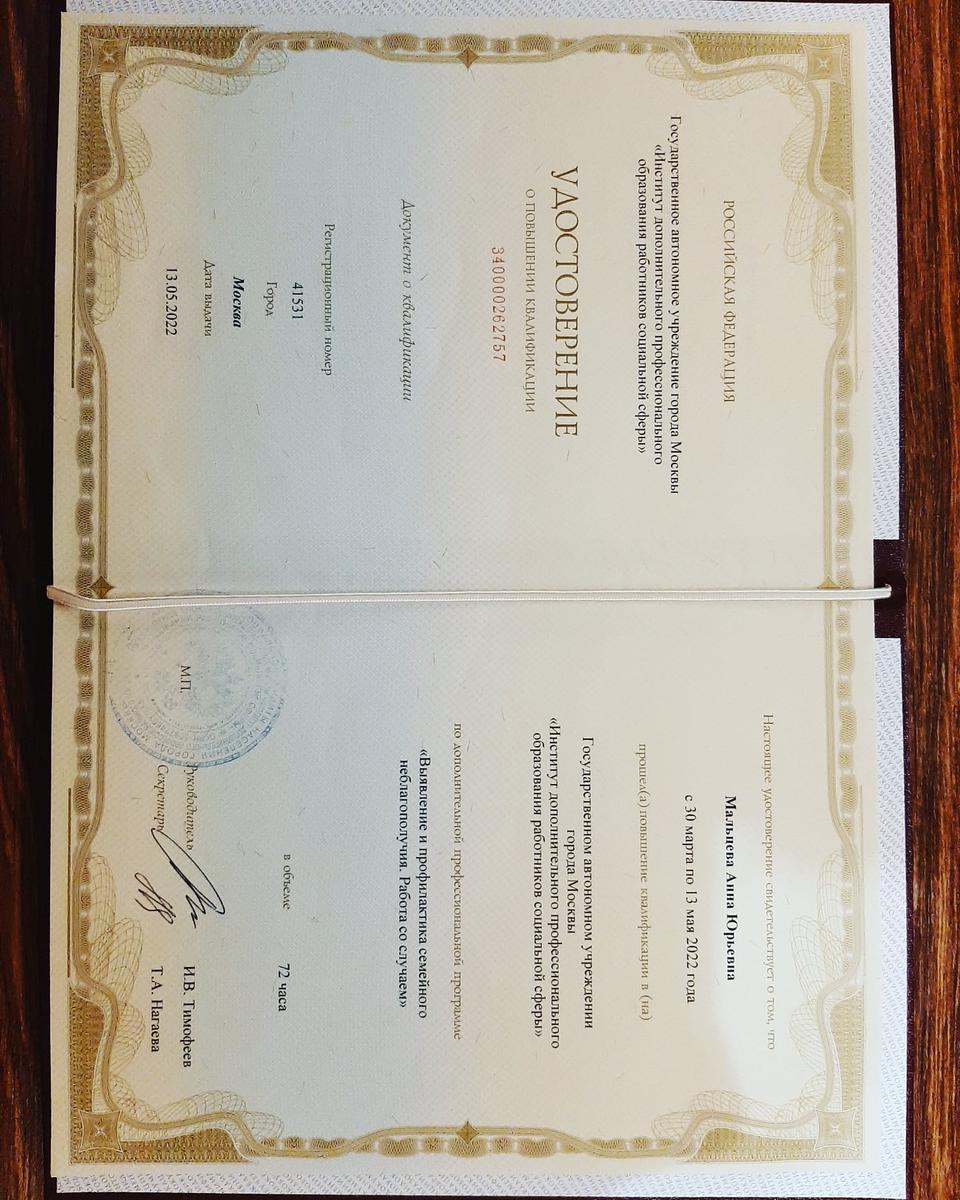 РОССИЙСКАЯ ФЕДЕРАЦИЯ
Государственное автономное учреждение города Москвы
«Институт дополнительного профессионального
образования работников социальной сферы»
УДОСТОВЕРЕНИЕ
О ПОВЫШЕНИИ КВАЛИФИКАЦИИ
340000262757
Документ о квалификации
Регистрационный номер
41531
Город
Москва
Дата выдачи
13.05.2022
Настоящее удостоверение свидетельствует о том, что
Мальцева Анна Юрьевна
с 30 марта по 13 мая 2022 года
прошел(а) повышение квалификации в (на)
Государственном автономном учреждении
города Москвы
«Институт дополнительного профессионального
образования работников социальной сферы»
по дополнительной профессиональной программе
«Выявление и профилактика семейного
неблагополучия. Работа со случаем»
в объеме 72 часа
М.П.
Руководитель И.В. Тимофеев
Секретарь Т.А. Нагаева